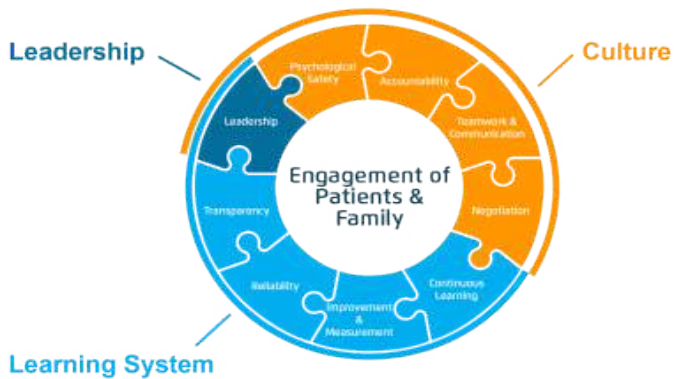 Leadership
Culture
Psychological
Safety
Accountability
Leadership
Teamwork &
Communication
Engagement of
Patients &
Family
Transparency
Negotiation
Reliability
Continuous
Learning
Improvement
&
Measurement
Learning System